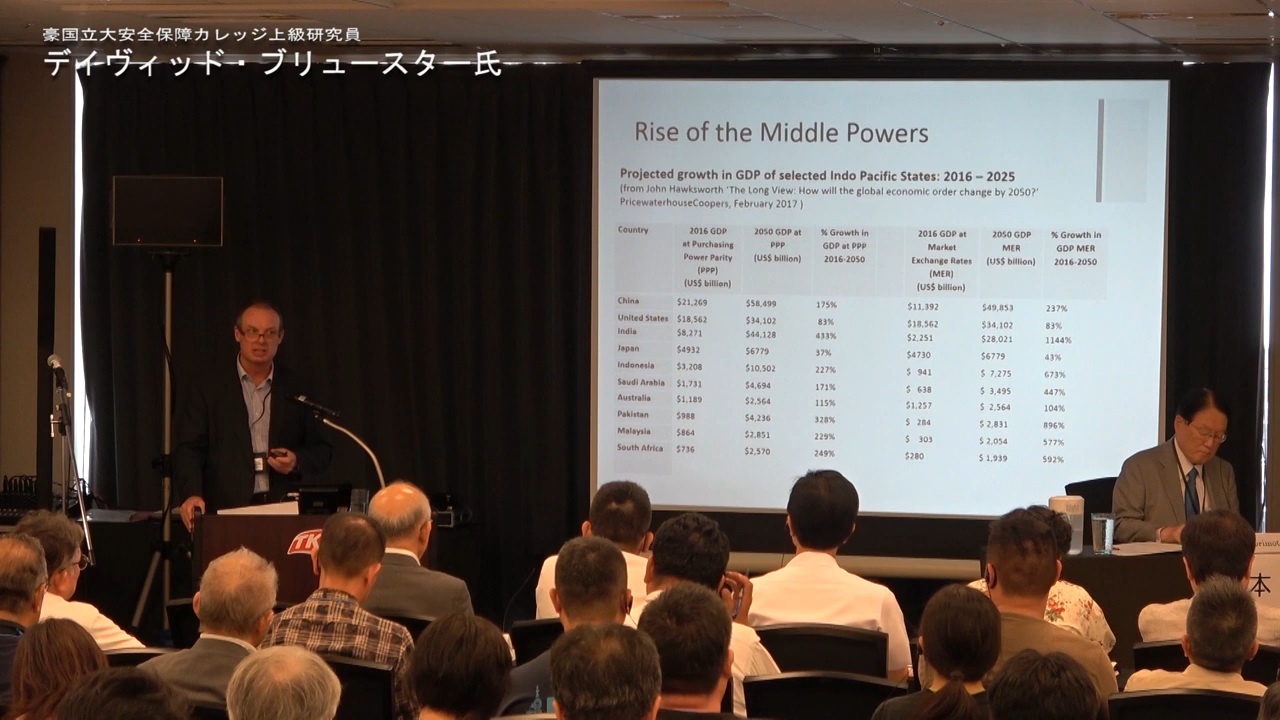 豪国立大安全保障カレッジ上級研究員
デイヴィッド・ブリュースター氏
Rise of the Middle Powers
Projected growth in GDP of selected Indo Pacific States: 2016 – 2025
(from John Hawksworth 'The Long View: How will the global economic order change by 2050?'
PricewaterhouseCoopers, February 2017 )
Country 2016 GDP 2050 GDP at % Growth in 2016 GDP at 2050 GDP % Growth in
at Purchasing PPP GDP at PPP Market MER GDP MER
Power Parity (US$ billion) 2016-2050 Exchange Rates (US$ billion) 2016-2050
(PPP) (MER)
(US$ billion) (US$ billion)
China $21,269 $58,499 175% $11,392 $49,853 237%
United States $18,562 $34,102 83% $18,562 $34,102 83%
India $8,271 $44,128 433% $2,251 $28,021 1144%
Japan $4932 $6779 37% $4730 $6779 43%
Indonesia $3,208 $10,502 227% $ 941 $ 7,275 673%
Saudi Arabia $1,731 $4,694 171% $ 638 $ 3,495 447%
Australia $1,189 $2,564 115% $1,257 $ 2,564 104%
Pakistan $988 $4,236 328% $ 284 $ 2,831 896%
Malaysia $864 $2,851 229% $ 303 $ 2,054 577%
South Africa $736 $2,570 249% $280 $ 1,939 592%
TK
本